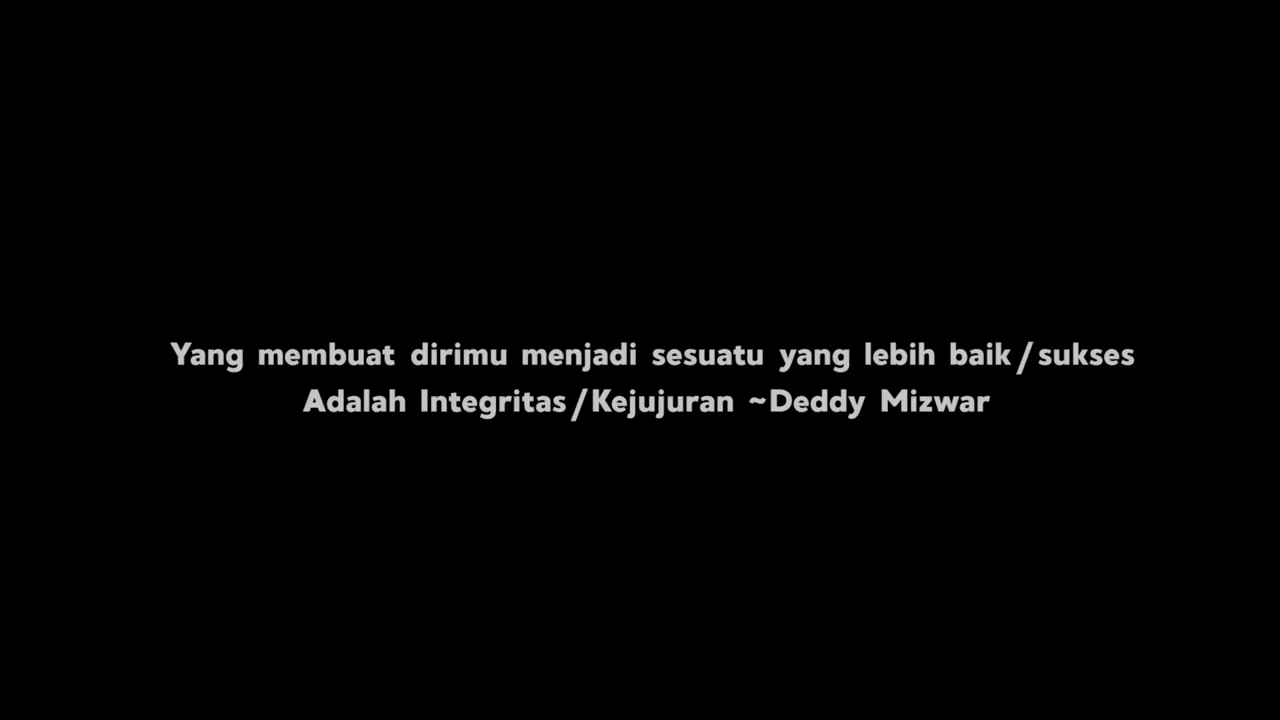 Yang membuat dirimu menjadi sesuatu yang lebih baik/sukses
Adalah Integritas/Kejujuran ~Deddy Mizwar